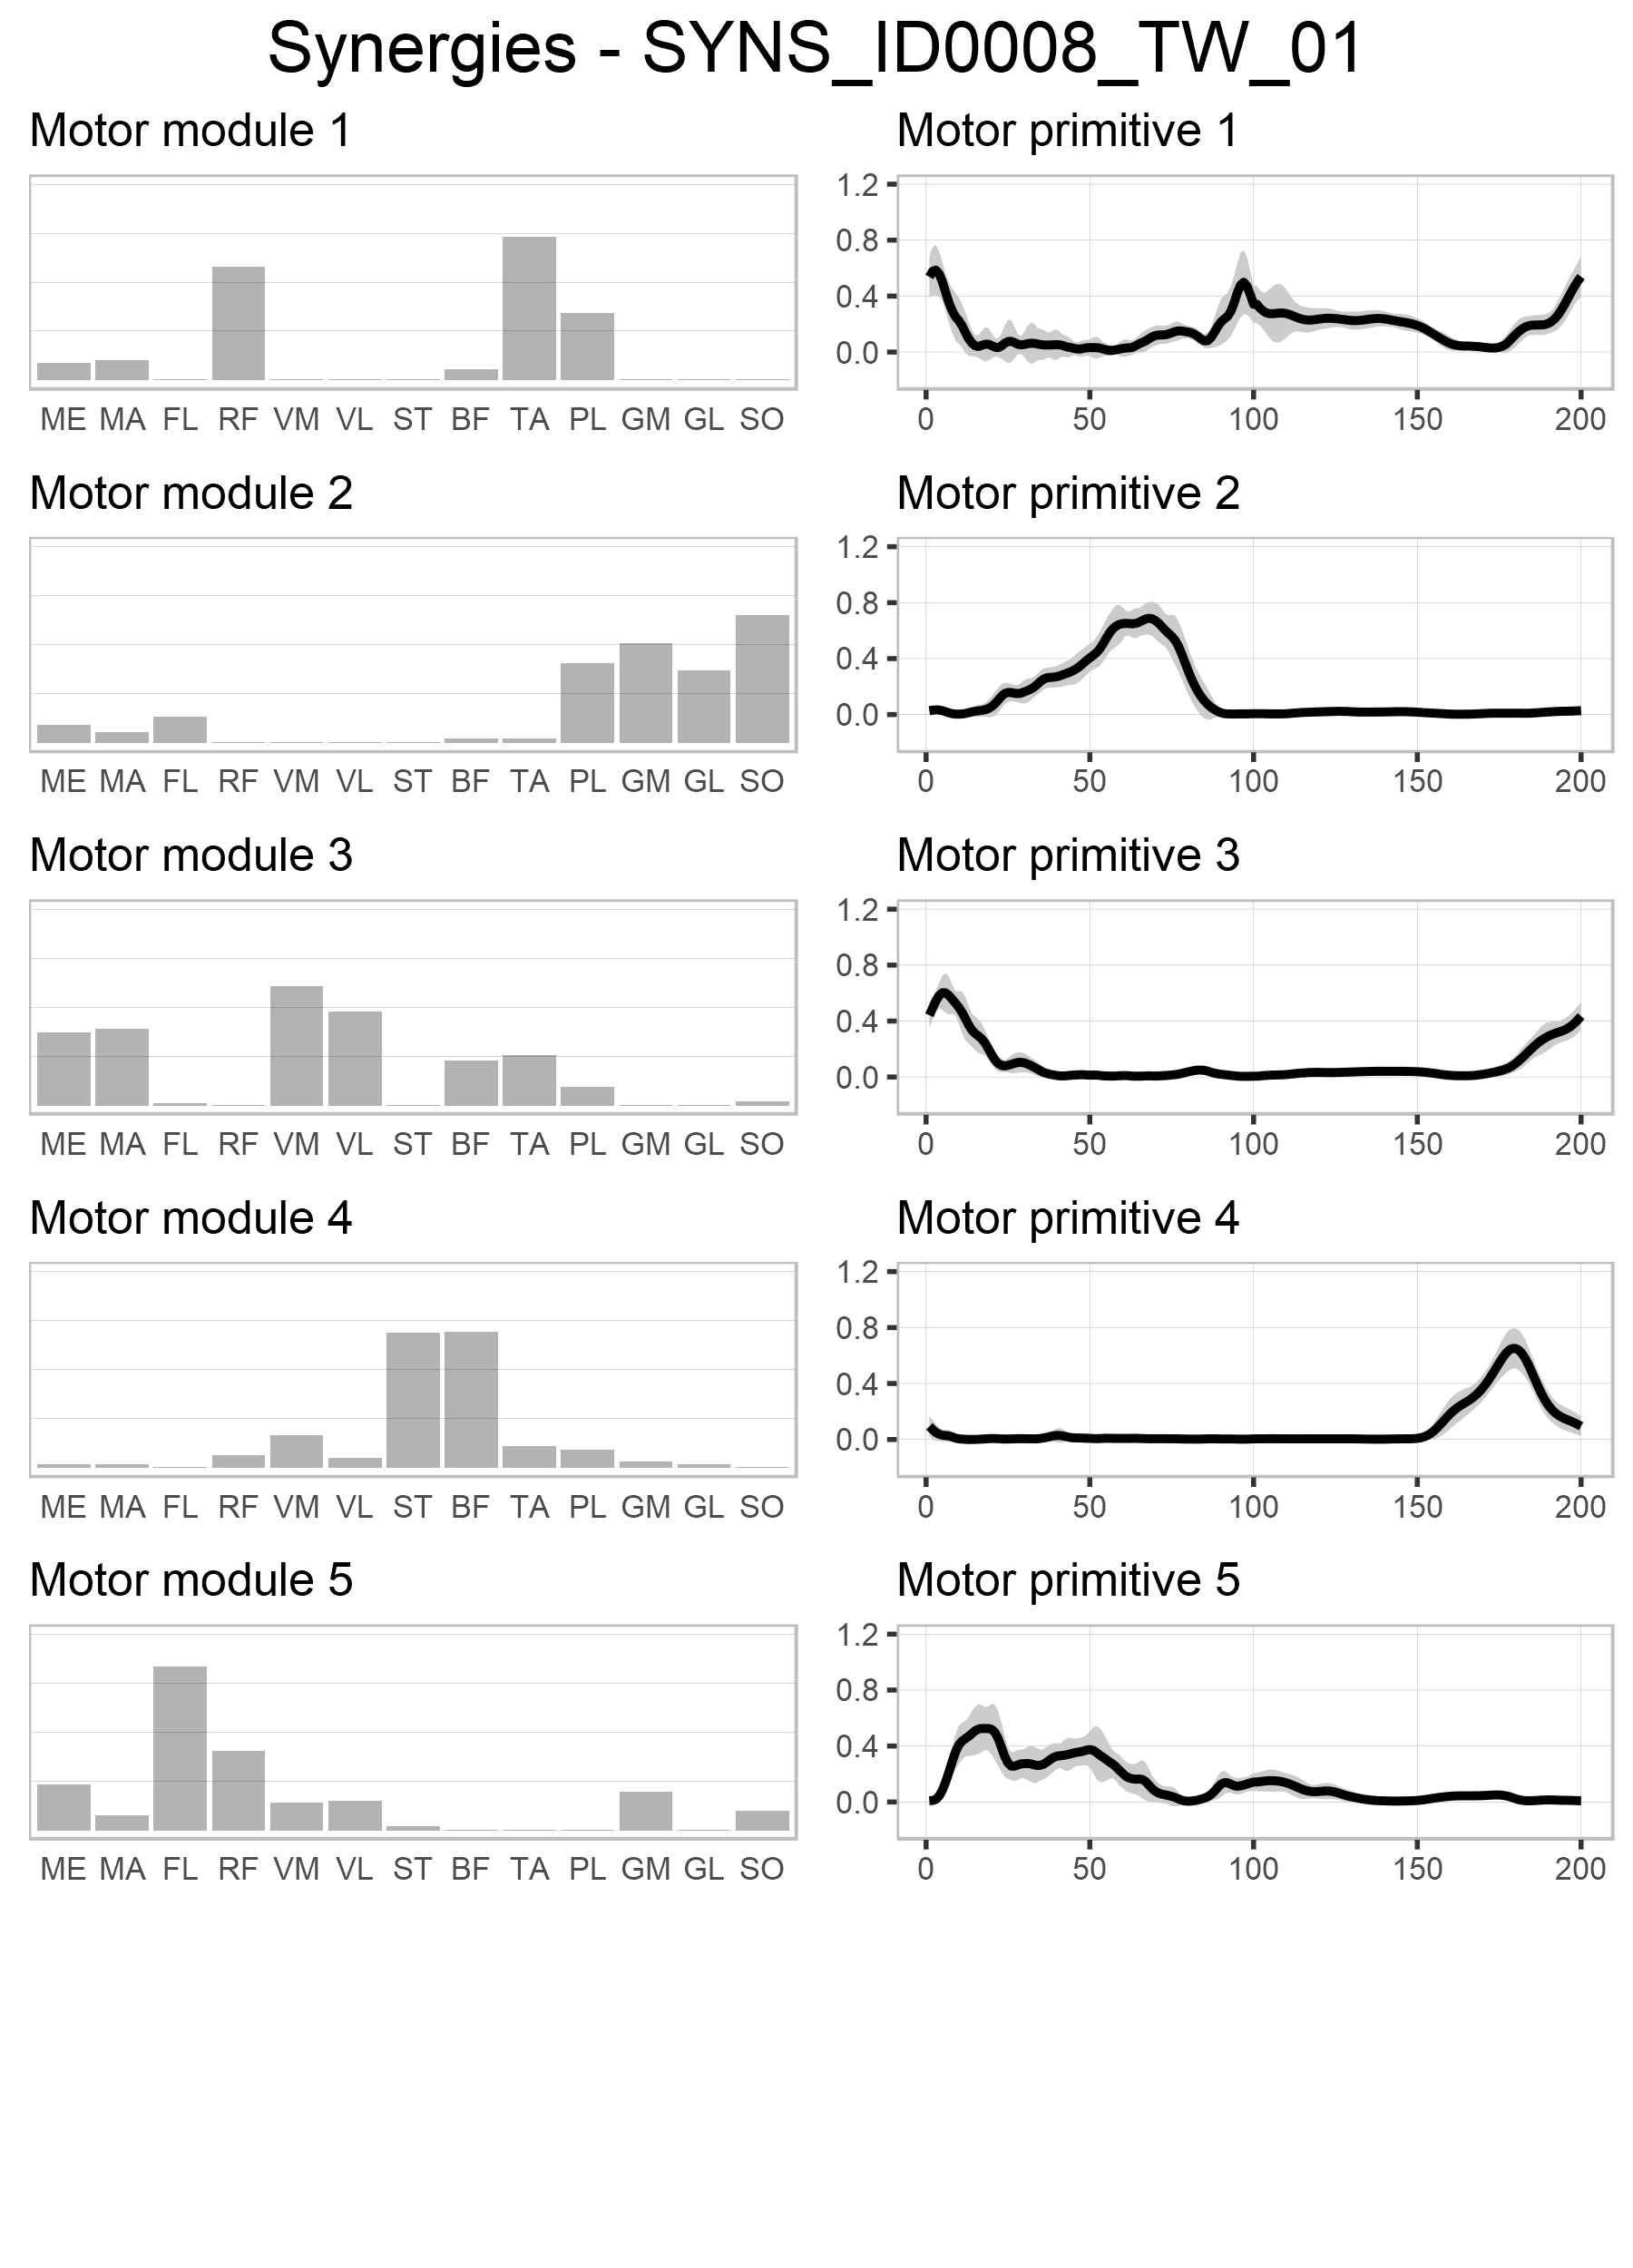 Synergies - SYNS_ID0008_TW_01
Motor module 1
Motor primitive 1
1.2
0.8
0.4
0.0
ME MA FL RF VM VL ST BF TA PL GM GL SO
0 50 100 150 200
Motor module 2
Motor primitive 2
1.2
0.8
0.4
0.0
ME MA FL RF VM VL ST BF TA PL GM GL SO
0 50 100 150 200
Motor module 3
Motor primitive 3
1.2
0.8
0.4
0.0
ME MA FL RF VM VL ST BF TA PL GM GL SO
0 50 100 150 200
Motor module 4
Motor primitive 4
1.2
0.8
0.4
0.0
ME MA FL RF VM VL ST BF TA PL GM GL SO
0 50 100 150 200
Motor module 5
Motor primitive 5
1.2
0.8
0.4
0.0
ME MA FL RF VM VL ST BF TA PL GM GL SO
0 50 100 150 200